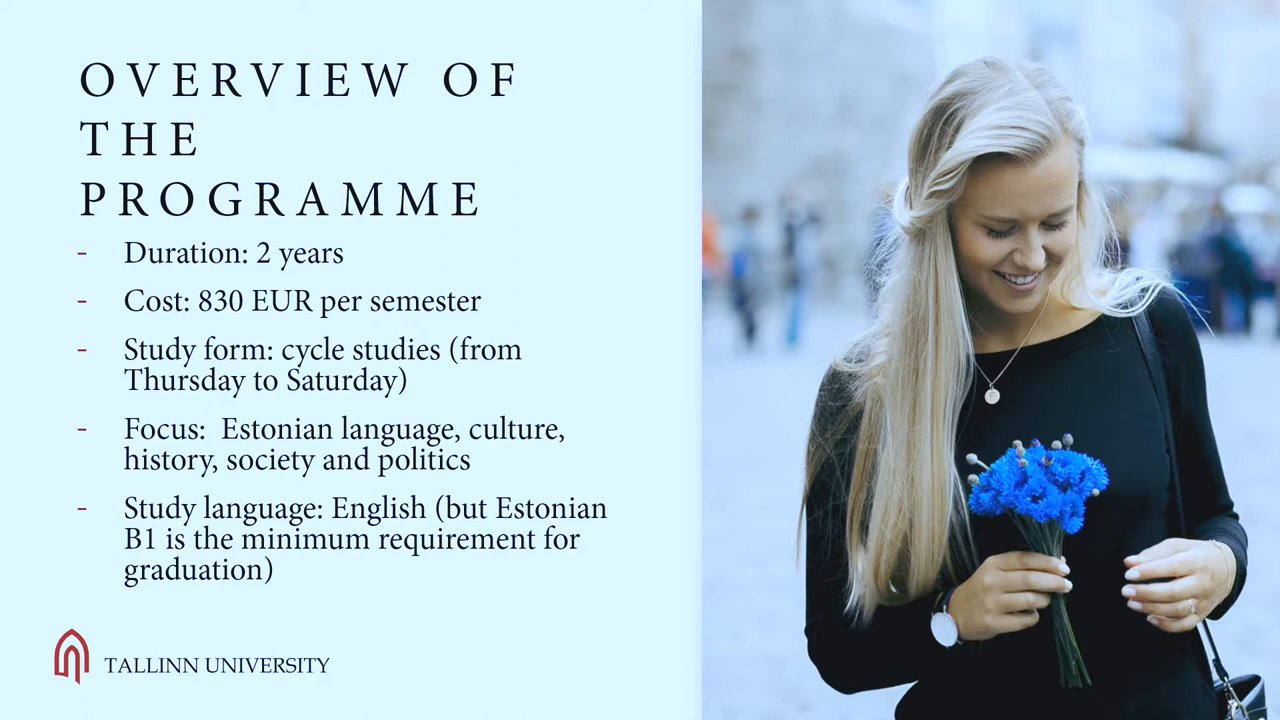 OVERVIEW OF
THE
PROGRAMME
- Duration: 2 years
- Cost: 830 EUR per semester
- Study form: cycle studies (from
Thursday to Saturday)
- Focus:  Estonian language, culture,
history, society and politics
- Study language: English (but Estonian
B1 is the minimum requirement for
graduation)
TALLINN UNIVERSITY